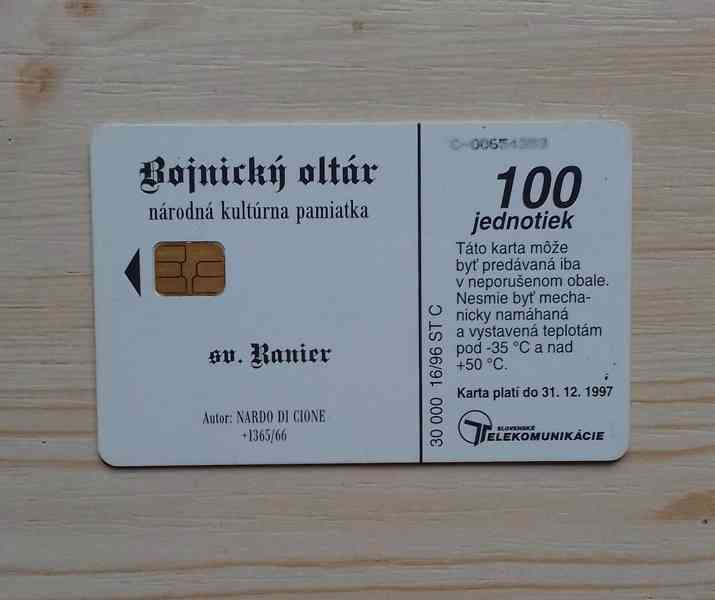 Bojnický oltár
národná kultúrna pamiatka
sv. Ranier
Autor: NARDO DI CIONE
+1365/66
30 000 16/96 ST C
100
jednotiek
Táto karta môže
byť predávaná iba
v neporušenom obale.
Nesmie byť mecha-
nicky namáhaná
a vystavená teplotám
pod -35 °C a nad
+50 °C.
Karta platí do 31. 12. 1997
SLOVENSKÉ
TELEKOMUNIKÁCIE